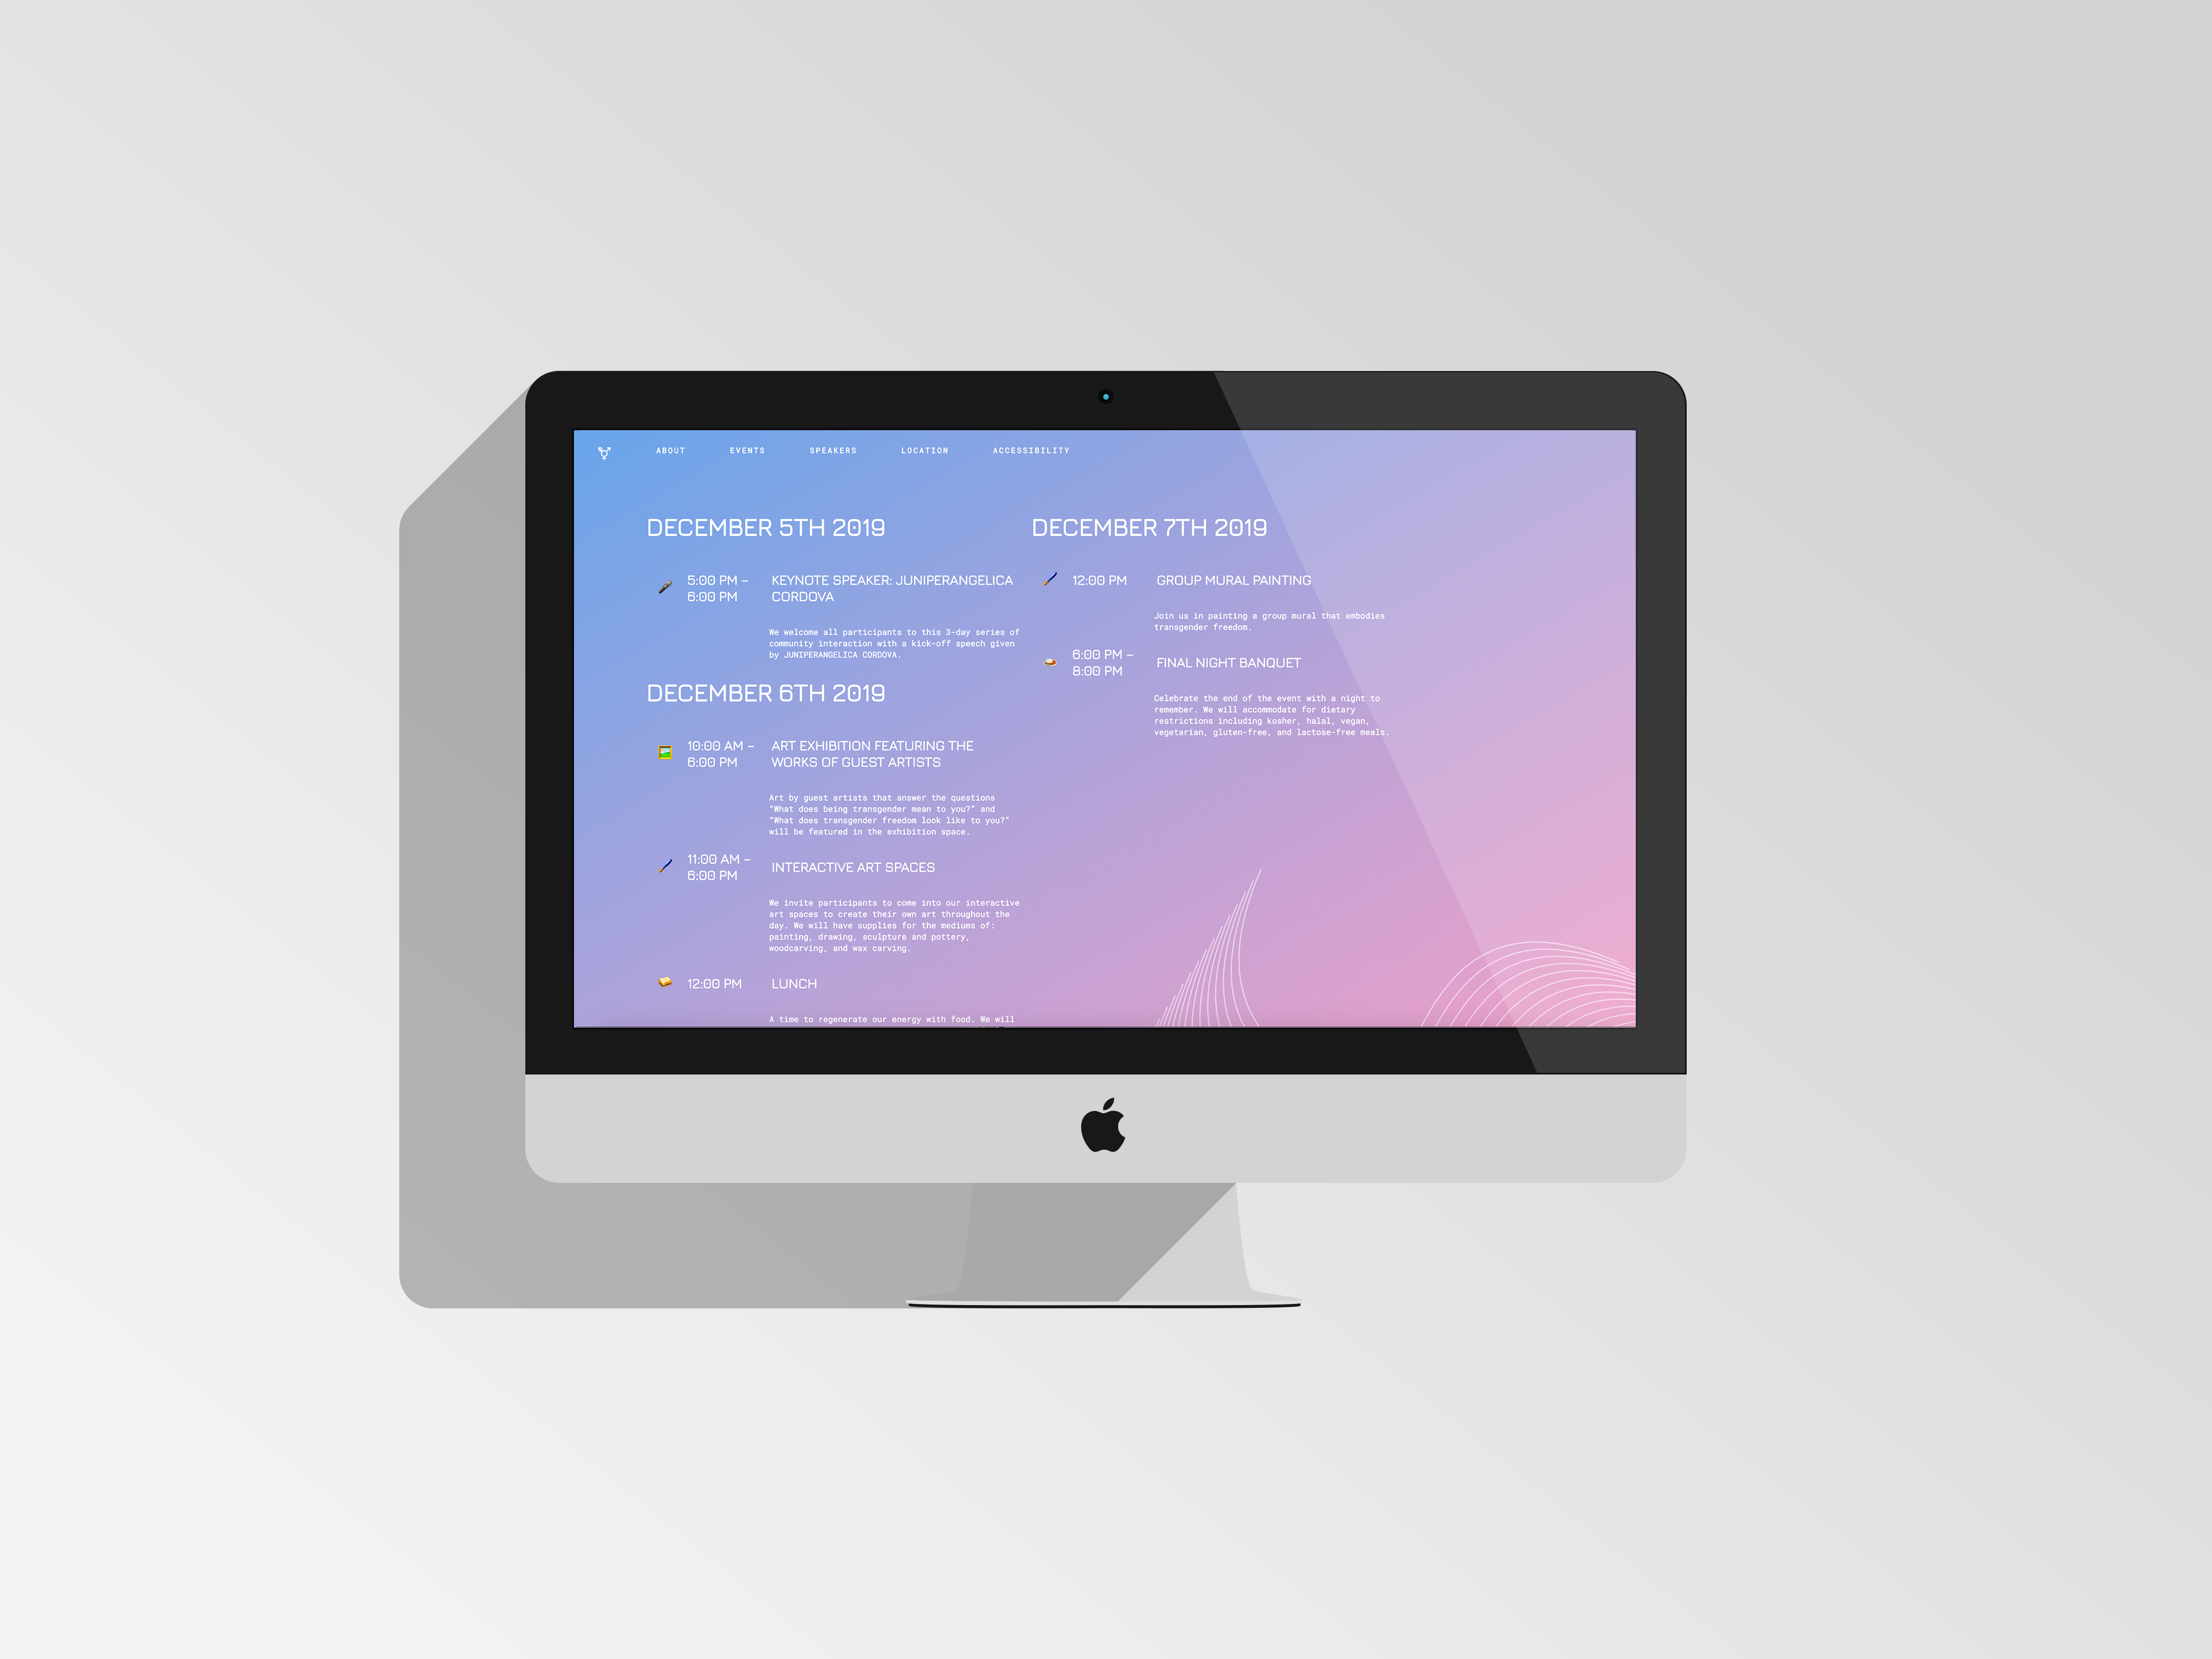 ABOUT EVENTS SPEAKERS LOCATION ACCESSIBILITY
DECEMBER 5TH 2019
5:00 PM –
6:00 PM
KEYNOTE SPEAKER: JUNIPERANGELICA
CORDOVA
We welcome all participants to this 3-day series of
community interaction with a kick-off speech given
by JUNIPERANGELICA CORDOVA.
DECEMBER 6TH 2019
10:00 AM –
6:00 PM
ART EXHIBITION FEATURING THE
WORKS OF GUEST ARTISTS
Art by guest artists that answer the questions
“What does being transgender mean to you?” and
“What does transgender freedom look like to you?”
will be featured in the exhibition space.
11:00 AM –
6:00 PM
INTERACTIVE ART SPACES
We invite participants to come into our interactive
art spaces to create their own art throughout the
day. We will have supplies for the mediums of:
painting, drawing, sculpture and pottery,
woodcarving, and wax carving.
12:00 PM
LUNCH
A time to regenerate our energy with food. We will
DECEMBER 7TH 2019
12:00 PM
GROUP MURAL PAINTING
Join us in painting a group mural that embodies
transgender freedom.
6:00 PM –
8:00 PM
FINAL NIGHT BANQUET
Celebrate the end of the event with a night to
remember. We will accommodate for dietary
restrictions including kosher, halal, vegan,
vegetarian, gluten-free, and lactose-free meals.